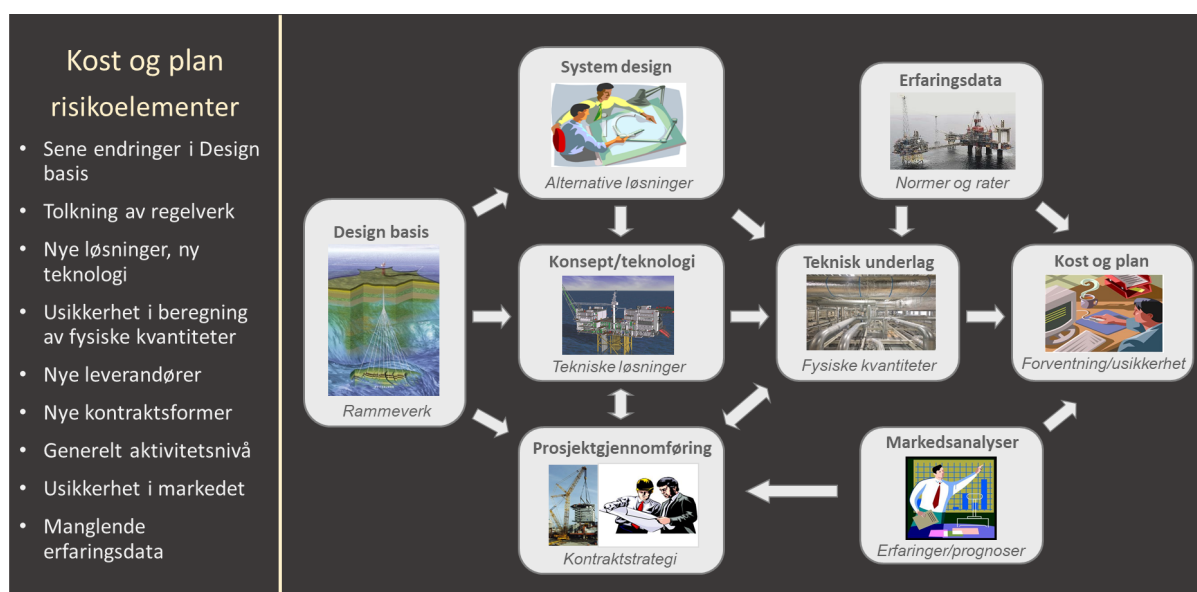 Kost og plan
risikoelementer
• Sene endringer i Design
basis
• Tolkning av regelverk
• Nye løsninger, ny
teknologi
• Usikkerhet i beregning
av fysiske kvantiteter
• Nye leverandører
• Nye kontraktsformer
• Generelt aktivitetsnivå
• Usikkerhet i markedet
• Manglende
erfaringsdata
Design basis
Rammeverk
System design
Alternative løsninger
Konsept/teknologi
Tekniske løsninger
Prosjektgjennomføring
Kontraktstrategi
Erfaringsdata
Normer og rater
Teknisk underlag
Fysiske kvantiteter
Markedsanalyser
Erfaringer/prognoser
Kost og plan
Forventning/usikkerhet